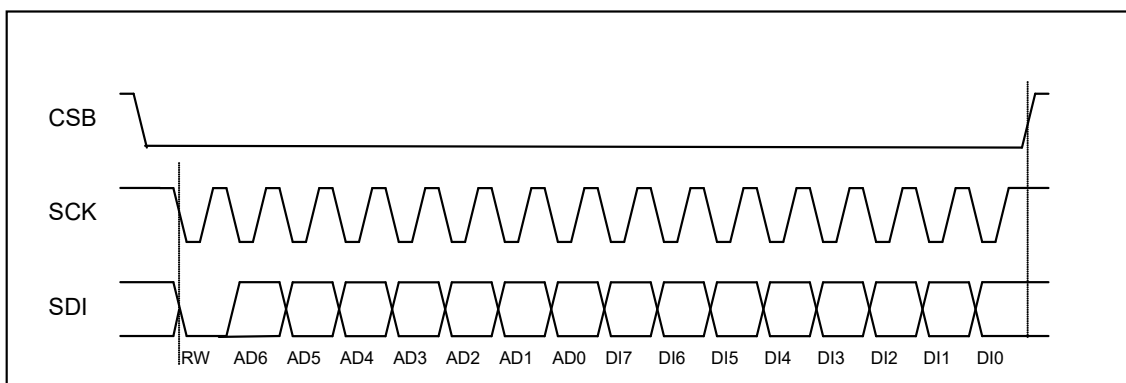 CSB
SCK
SDI
RW AD6 AD5 AD4 AD3 AD2 AD1 AD0 DI7 DI6 DI5 DI4 DI3 DI2 DI1 DI0